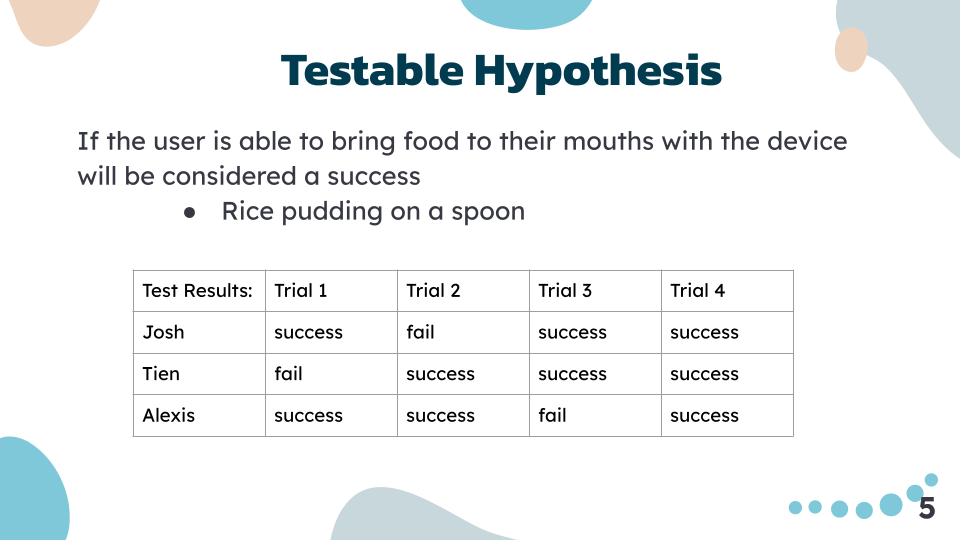 Testable Hypothesis
If the user is able to bring food to their mouths with the device
will be considered a success
● Rice pudding on a spoon
Test Results: Trial 1 Trial 2 Trial 3 Trial 4
Josh success fail success success
Tien fail success success success
Alexis success success fail success
5